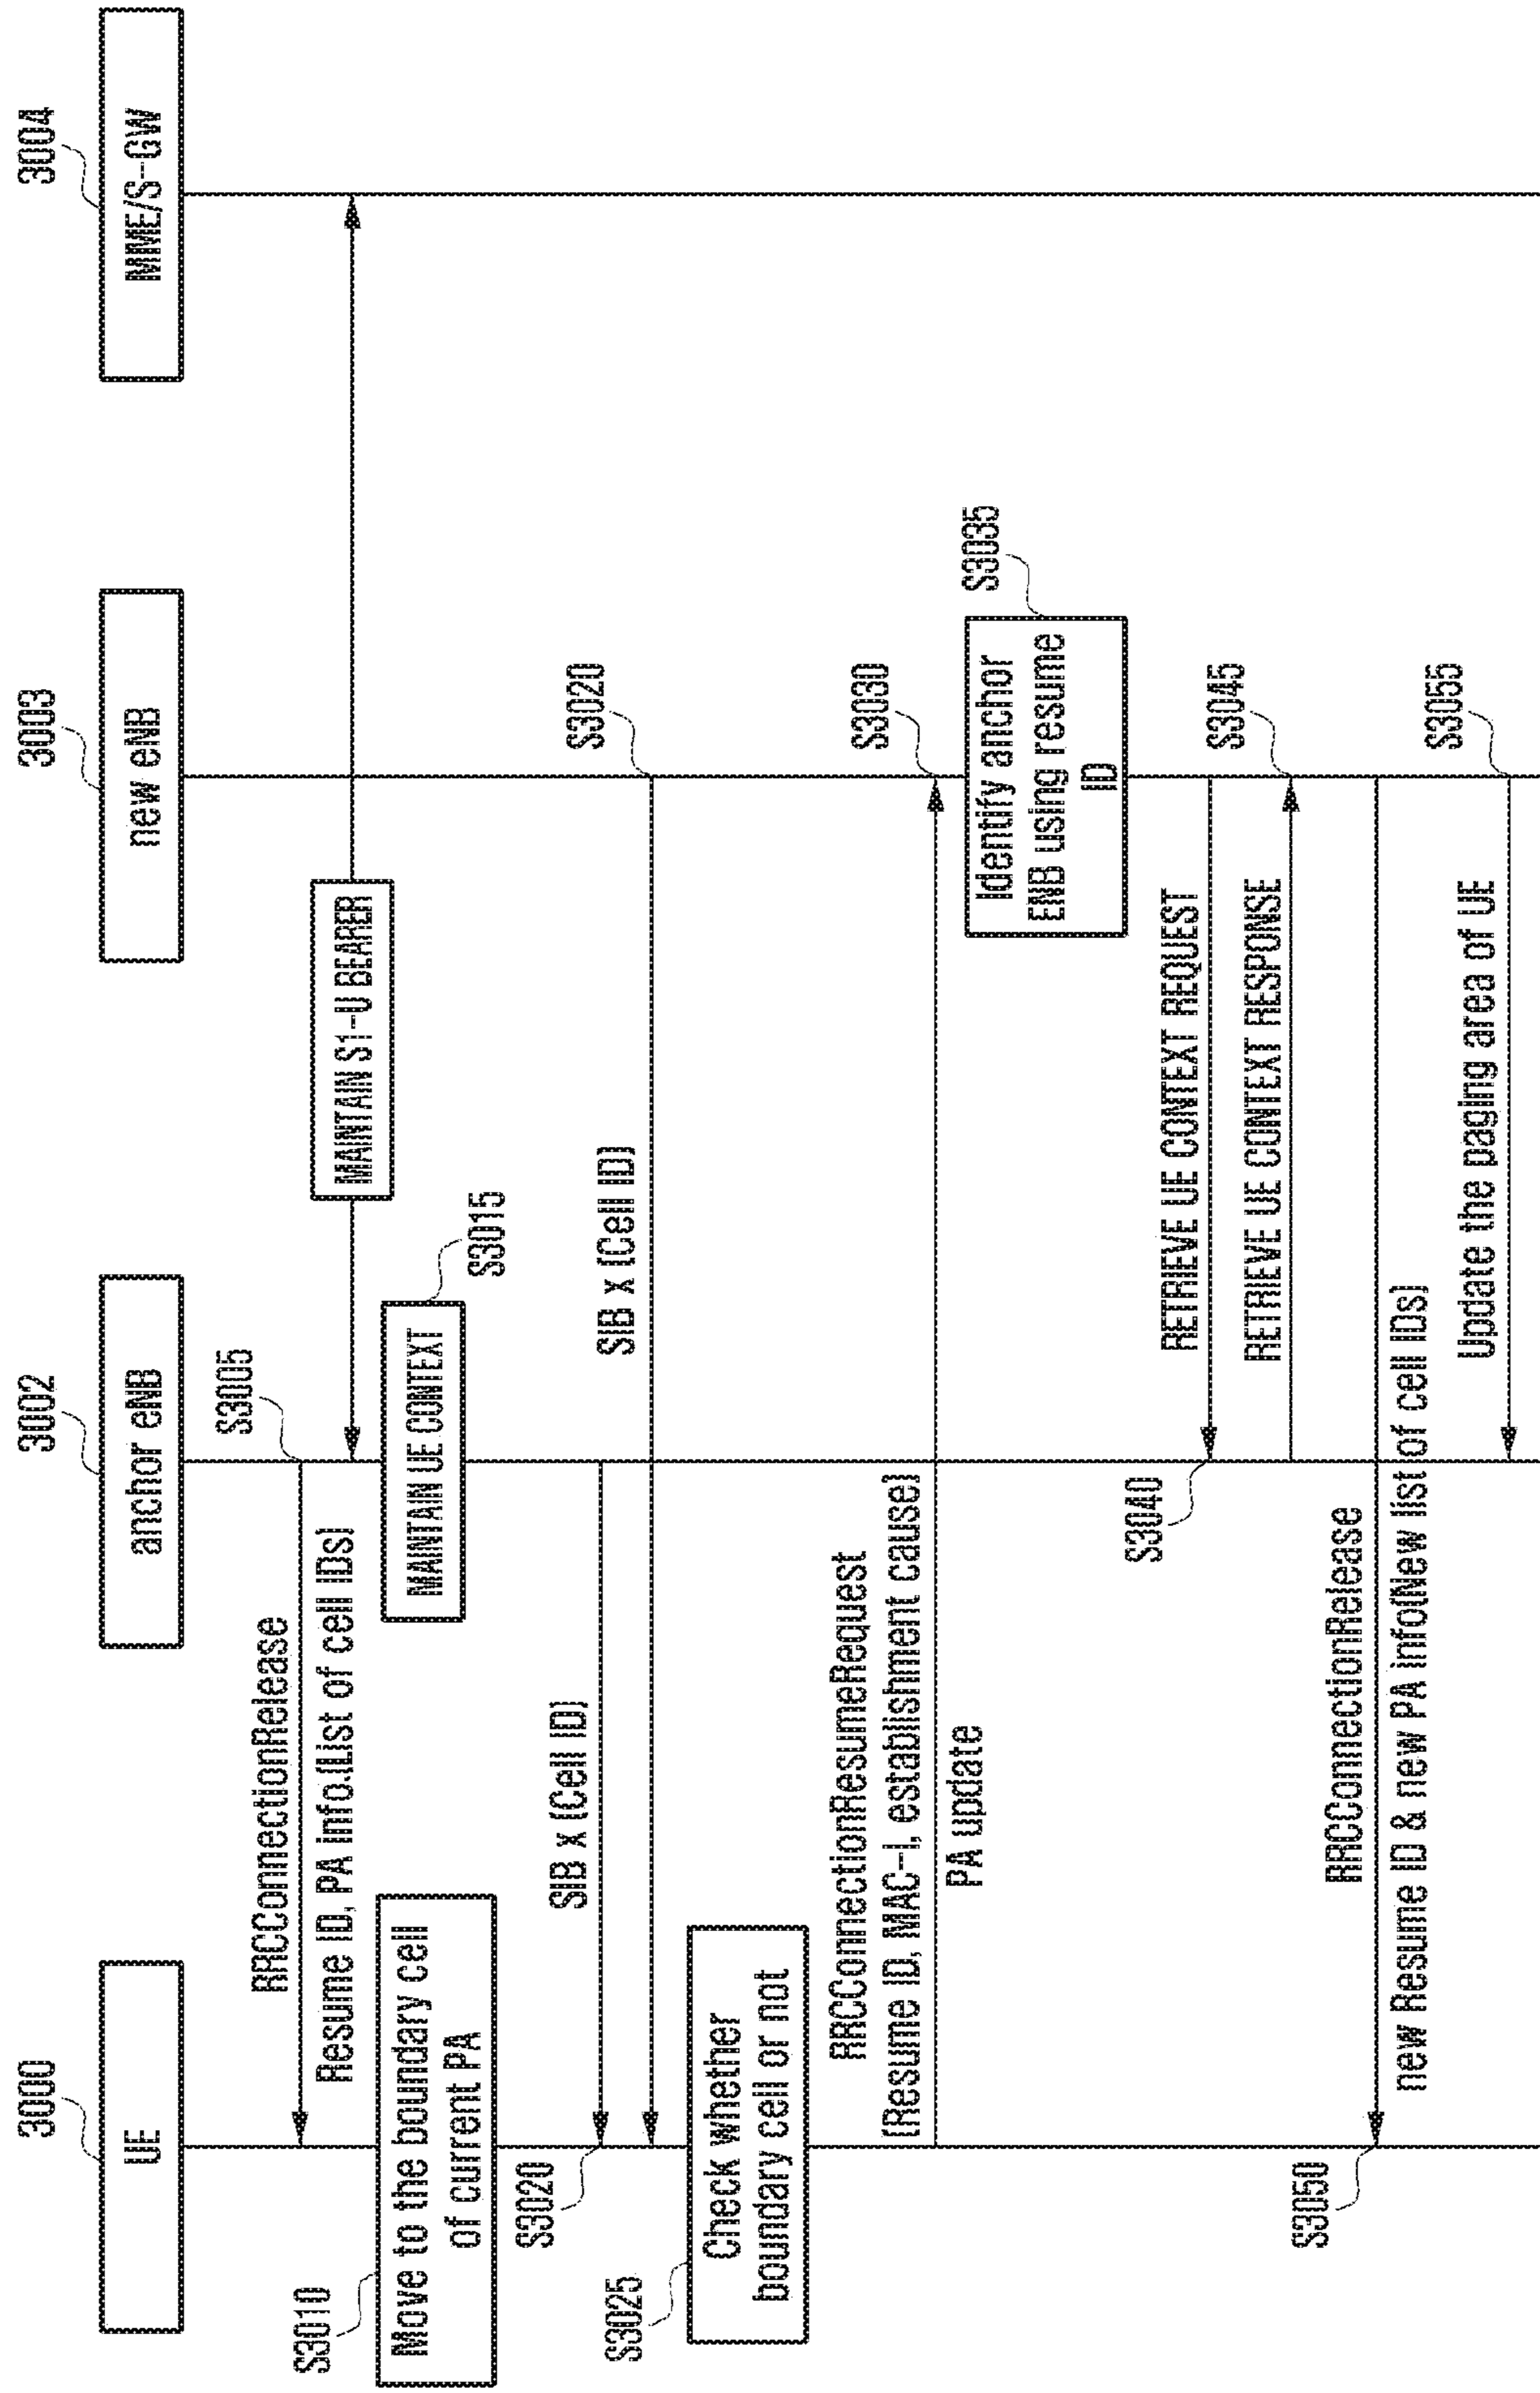 3000
UE
3002
anchor eNB
3003
new eNB
3004
MME/S-GW
S3005
RRCConnectionRelease
Resume ID, PA info.(List of cell IDs)
MAINTAIN S1-U BEARER
S3010
Move to the boundary cell
of current PA
MAINTAIN UE CONTEXT
S3015
SIB x (Cell ID)
S3020
SIB x (Cell ID)
S3020
S3025
Check whether
boundary cell or not
RRCConnectionResumeRequest
(Resume ID, MAC-I, establishment cause)
S3030
PA update
Identify anchor
ENB using resume
ID
S3035
RETRIEVE UE CONTEXT REQUEST
S3040
RETRIEVE UE CONTEXT RESPONSE
S3045
RRCConnectionRelease
S3050
new Resume ID & new PA info(New list of cell IDs)
Update the paging area of UE
S3055